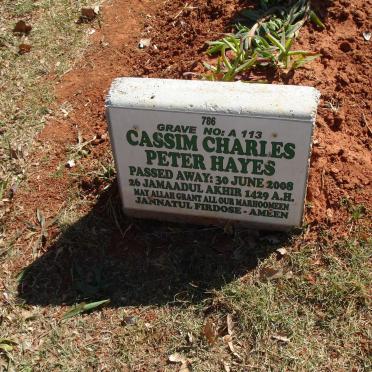 786
GRAVE NO: A 113
CASSIM CHARLES
PETER HAYES
PASSED AWAY: 30 JUNE 2008
26 JAMAADUL AKHIR 1429 A.H.
MAY ALLAH GRANT ALL OUR MARHOOMEEN
JANNATUL FIRDOSE - AMEEN